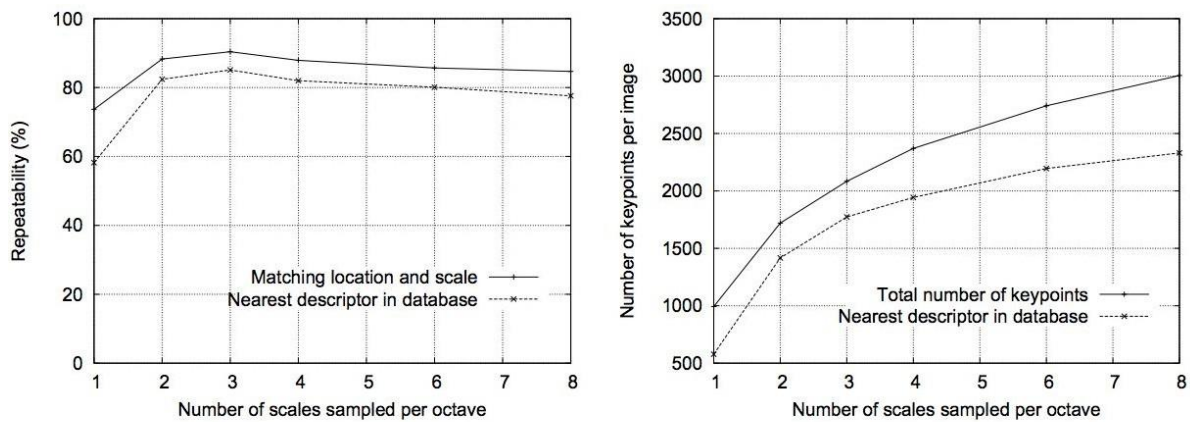 100
80
60
40
20
0
Repeatability (%)
Matching location and scale
Nearest descriptor in database
1 2 3 4 5 6 7 8
Number of scales sampled per octave
3500
3000
2500
2000
1500
1000
500
Number of keypoints per image
Total number of keypoints
Nearest descriptor in database
1 2 3 4 5 6 7 8
Number of scales sampled per octave